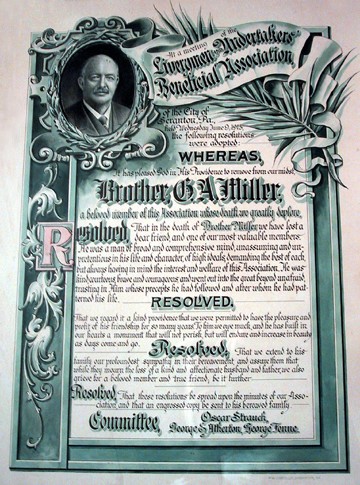 At a meeting of the
Liverymen-Undertakers'
Beneficial Association,
of the City of
Scranton, Pa.,
held Wednesday June 9, 1915
the following resolutions
were adopted:
WHEREAS,
It has pleased God in His Providence to remove from our midst
Brother, G. A. Miller,
a beloved member of this Association whose death we greatly deplore,
Resolved, That in the death of Brother Miller we have lost a
dear friend, and one of our most valuable members.
He was a man of broad and comprehensive mind, unassuming and un-
pretentious in his life and character, of high ideals, demanding the best of each,
but always having in mind the interest and welfare of this Association. He was
kind, earnest, brave and courageous and went out into the great beyond unafraid,
trusting in Him whose precepts he had followed and after whom he had pat-
terned his life.
RESOLVED,
That we regard it a fond providence that we were permitted to have the pleasure and
profit of his friendship for so many years. To him we owe much, and he has built in
our hearts a monument that will not perish, but will endure and increase in beauty
as days come and go.
Resolved, That we extend to his
family our profoundest sympathy in their bereavement, and assure them that
while they mourn the loss of a kind and affectionate husband and father, we also
grieve for a beloved member and true friend, be it further
Resolved, That these resolutions be spread upon the minutes of our Asso-
ciation, and that an engrossed copy be sent to his bereaved family.
Committee,
Oscar Strauch,
George G. Atherton, George Fenne.